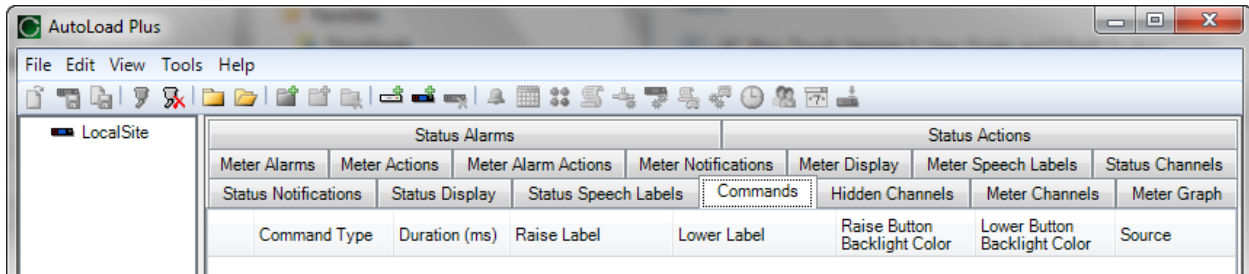 AutoLoad Plus
File Edit View Tools Help
LocalSite
Status Alarms Status Actions
Meter Alarms Meter Actions Meter Alarm Actions Meter Notifications Meter Display Meter Speech Labels Status Channels
Status Notifications Status Display Status Speech Labels Commands Hidden Channels Meter Channels Meter Graph
Command Type Duration (ms) Raise Label Lower Label Raise Button Backlight Color Lower Button Backlight Color Source